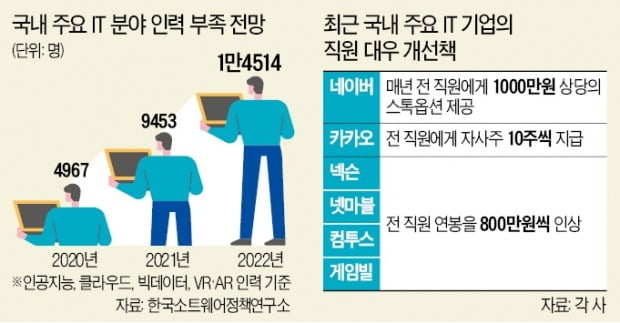 국내 주요 IT 분야 인력 부족 전망
(단위: 명)
1만4514
9453
4967
2020년
2021년
2022년
※인공지능, 클라우드, 빅데이터, VR·AR 인력 기준
자료: 한국소트웨어정책연구소
최근 국내 주요 IT 기업의
직원 대우 개선책
네이버
매년 전 직원에게 1000만원 상당의
스톡옵션 제공
카카오
전 직원에게 자사주 10주씩 지급
넥슨
넷마블
컴투스
게임빌
전 직원 연봉을 800만원씩 인상
자료: 각 사